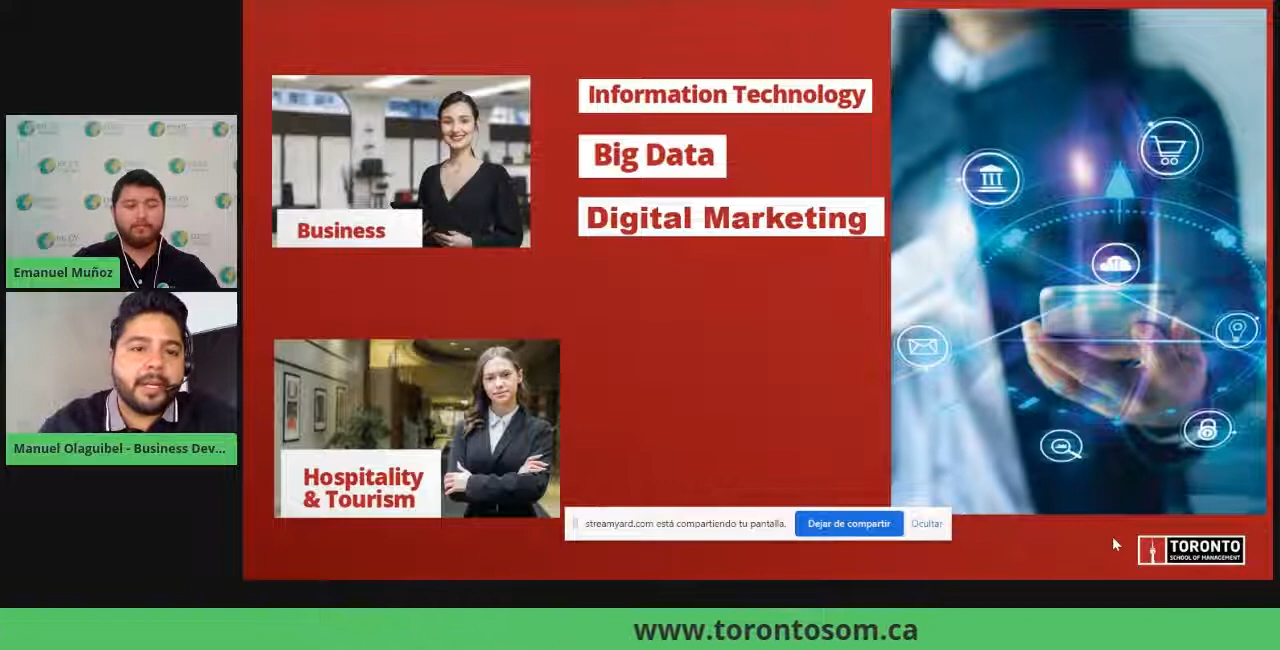 Emanuel Muñoz
Manuel Olaguibel - Business Dev...
Business
Information Technology
Big Data
Digital Marketing
Hospitality
& Tourism
streamyard.com está compartiendo tu pantalla.
Dejar de compartir
Ocultar
TORONTO
SCHOOL OF MANAGEMENT
www.torontosom.ca